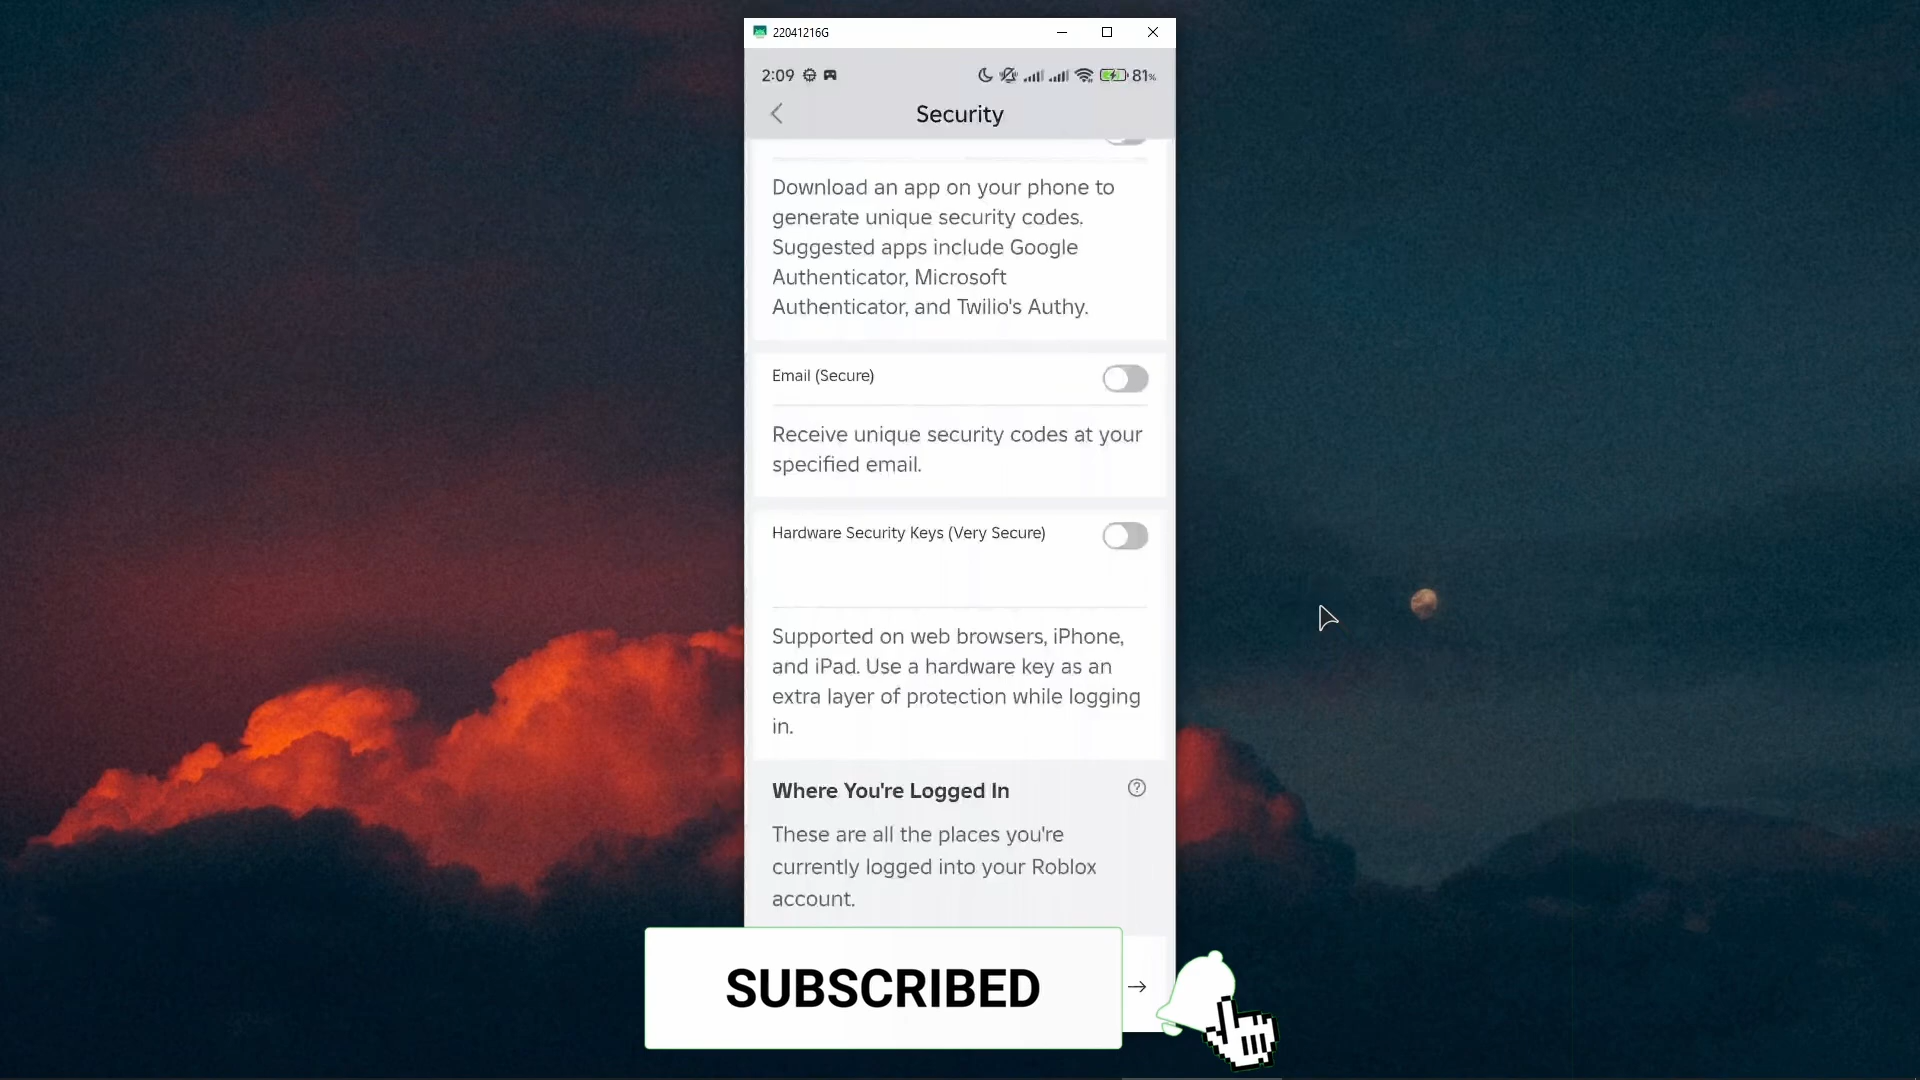 22041216G
2:09
81%
Security
Download an app on your phone to
generate unique security codes.
Suggested apps include Google
Authenticator, Microsoft
Authenticator, and Twilio's Authy.
Email (Secure)
Receive unique security codes at your
specified email.
Hardware Security Keys (Very Secure)
Supported on web browsers, iPhone,
and iPad. Use a hardware key as an
extra layer of protection while logging
in.
Where You're Logged In
These are all the places you're
currently logged into your Roblox
account.
SUBSCRIBED